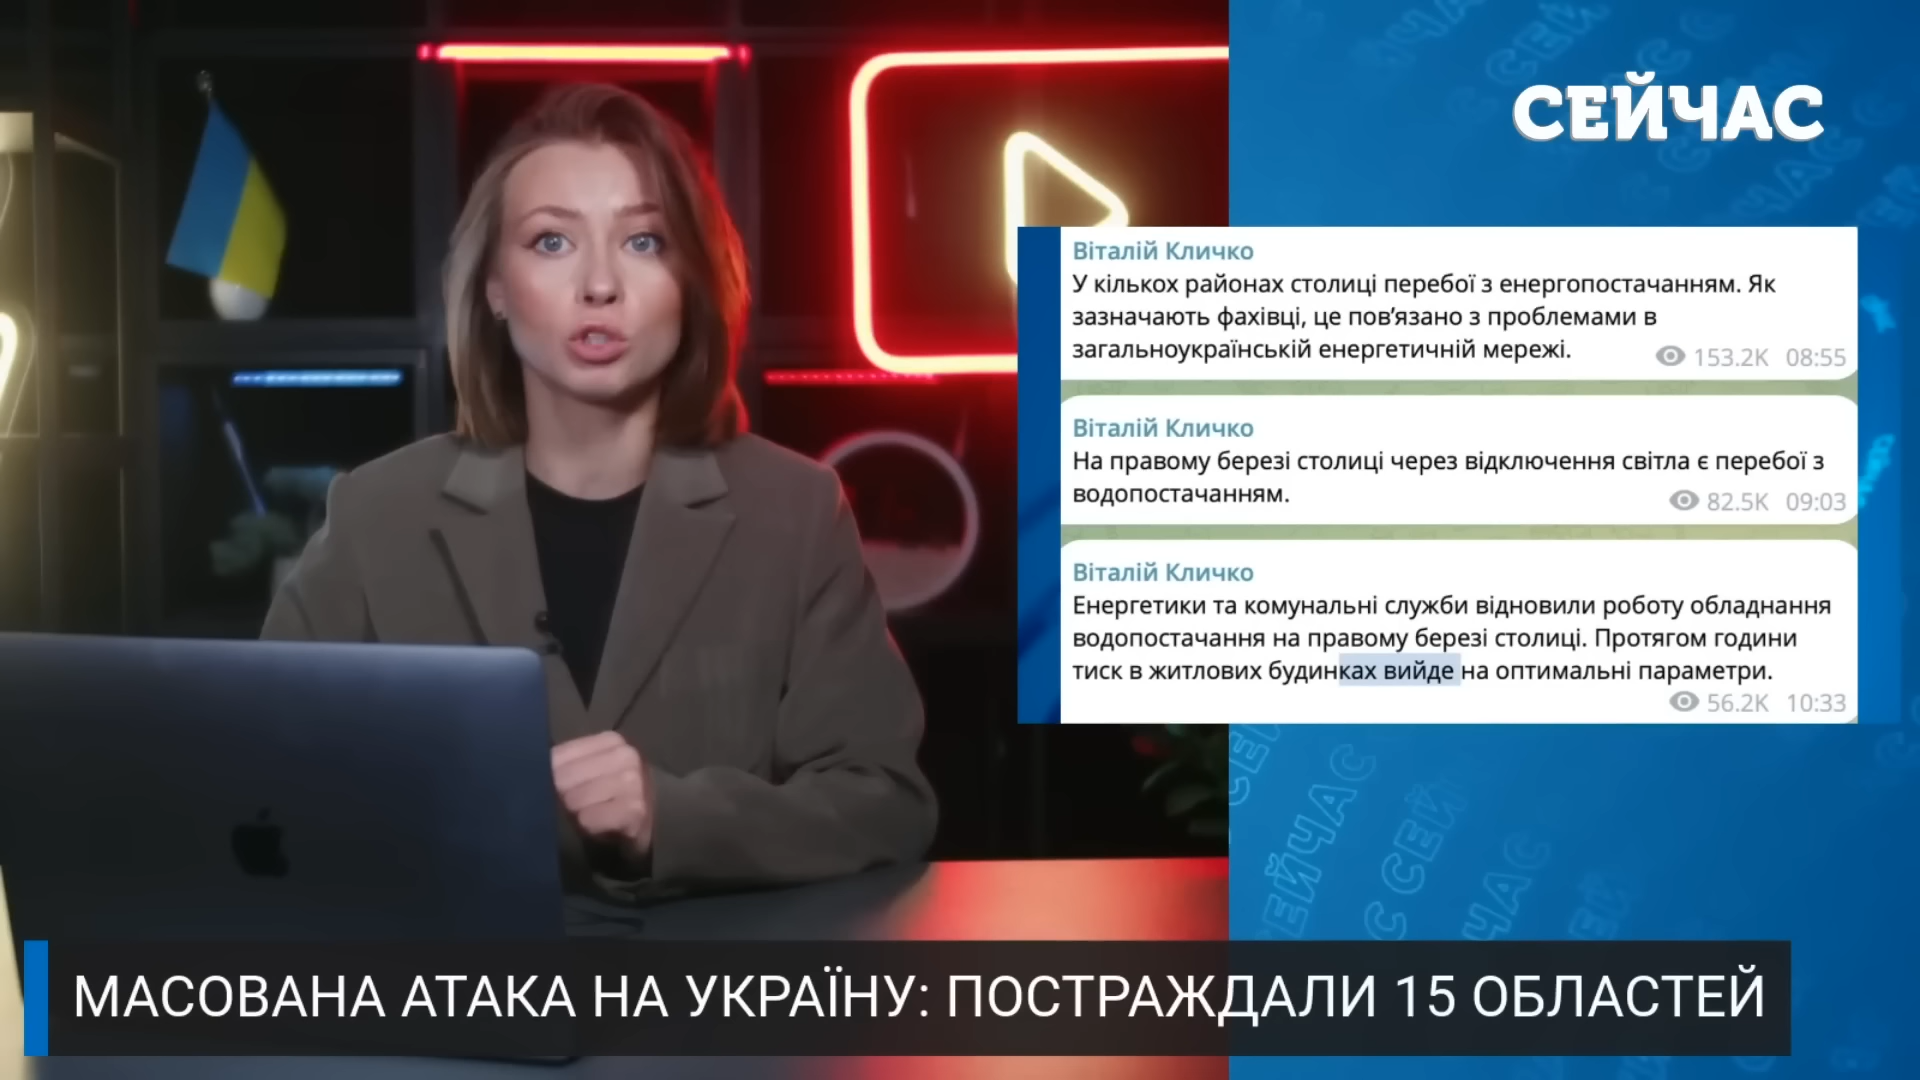 СЕЙЧАС
Віталій Кличко
У кількох районах столиці перебої з енергопостачанням. Як
зазначають фахівці, це пов’язано з проблемами в
загальноукраїнській енергетичній мережі.
153.2K 08:55
Віталій Кличко
На правому березі столиці через відключення світла є перебої з
водопостачанням.
82.5K 09:03
Віталій Кличко
Енергетики та комунальні служби відновили роботу обладнання
водопостачання на правому березі столиці. Протягом години
тиск в житлових будинках вийде на оптимальні параметри.
56.2K 10:33
МАСОВАНА АТАКА НА УКРАЇНУ: ПОСТРАЖДАЛИ 15 ОБЛАСТЕЙ